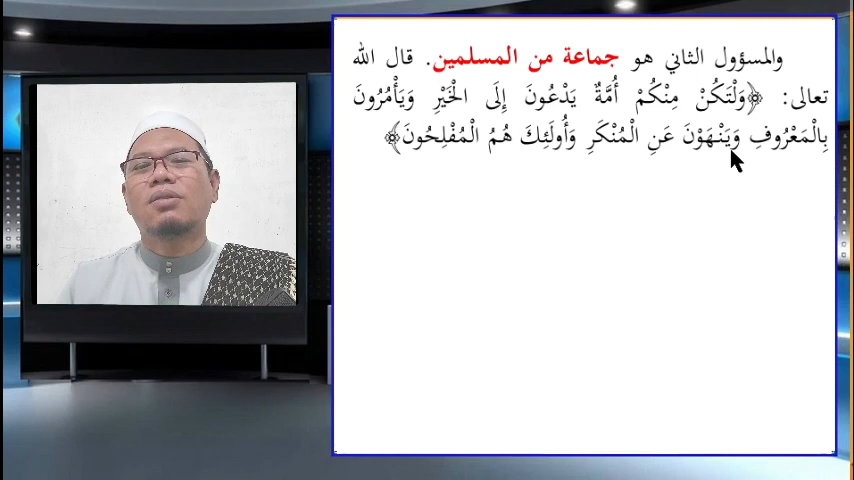 والمسؤول الثاني هو جماعة من المسلمين. قال الله
تعالى: ﴿وَلْتَكُنْ مِنْكُمْ أُمَّةٌ يَدْعُونَ إِلَى الْخَيْرِ وَيَأْمُرُونَ
بِالْمَعْرُوفِ وَيَنْهَوْنَ عَنِ الْمُنْكَرِ وَأُولَئِكَ هُمُ الْمُفْلِحُونَ﴾